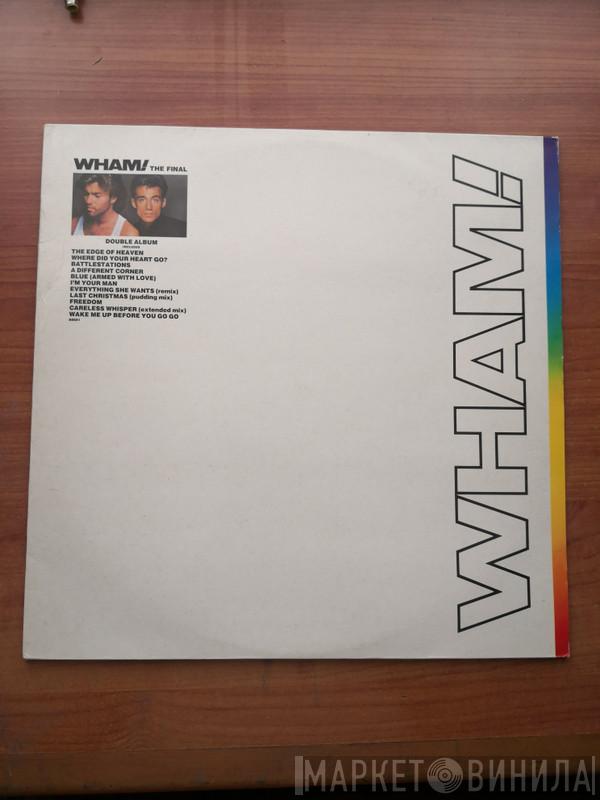 WHAM! THE FINAL
DOUBLE ALBUM
INCLUDES
THE EDGE OF HEAVEN
WHERE DID YOUR HEART GO?
BATTLESTATIONS
A DIFFERENT CORNER
BLUE (ARMED WITH LOVE)
I'M YOUR MAN
EVERYTHING SHE WANTS (remix)
LAST CHRISTMAS (pudding mix)
FREEDOM
CARELESS WHISPER (extended mix)
WAKE ME UP BEFORE YOU GO GO
WHAM!
МАРКЕТ ВИНИЛА